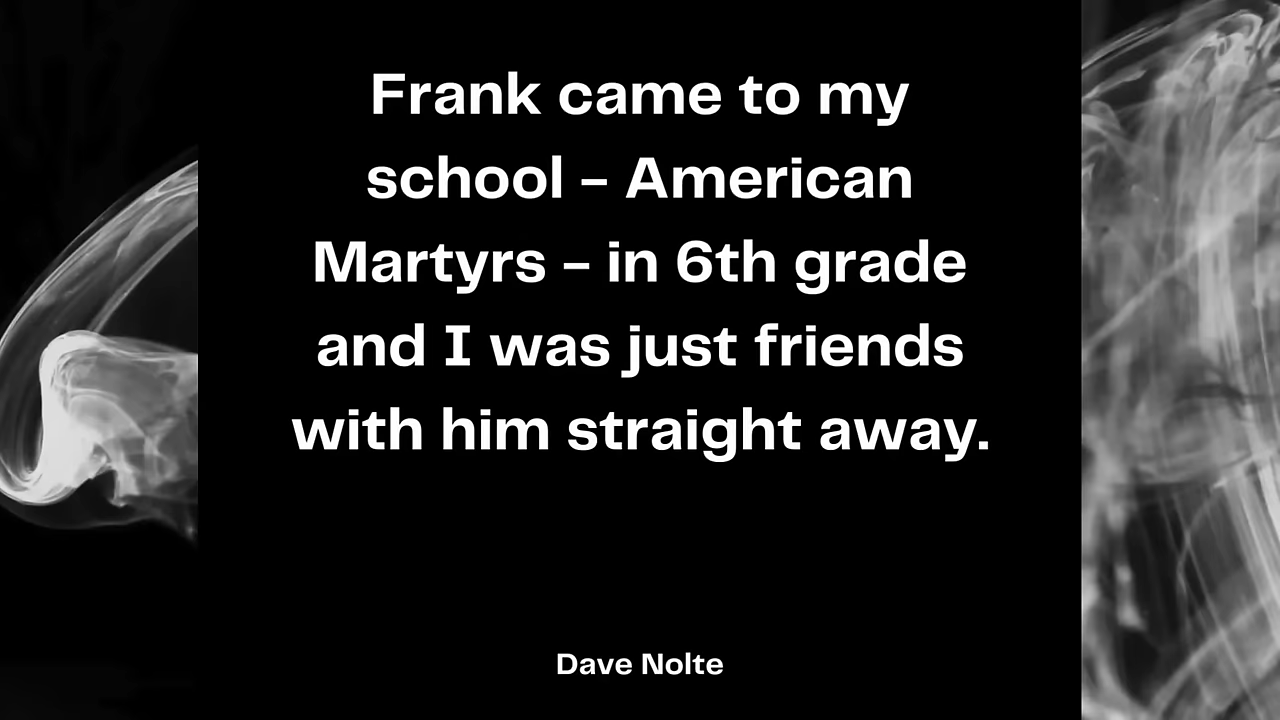 Frank came to my
school – American
Martyrs – in 6th grade
and I was just friends
with him straight away.
Dave Nolte